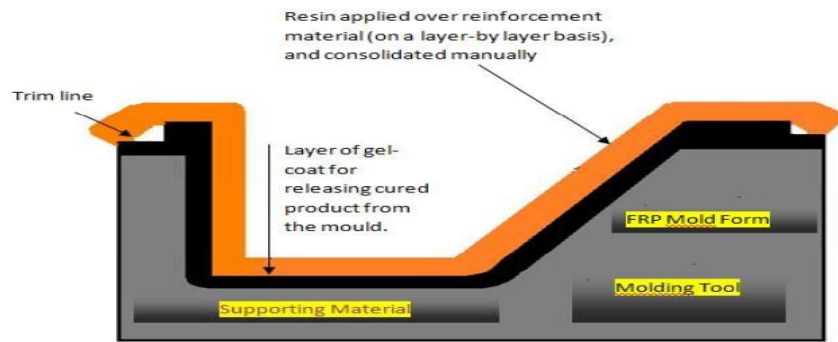 Resin applied over reinforcement
material (on a layer-by layer basis),
and consolidated manually
Trim line
Layer of gel-
coat for
releasing cured
product from
the mould.
FRP Mold Form
Molding Tool
Supporting Material